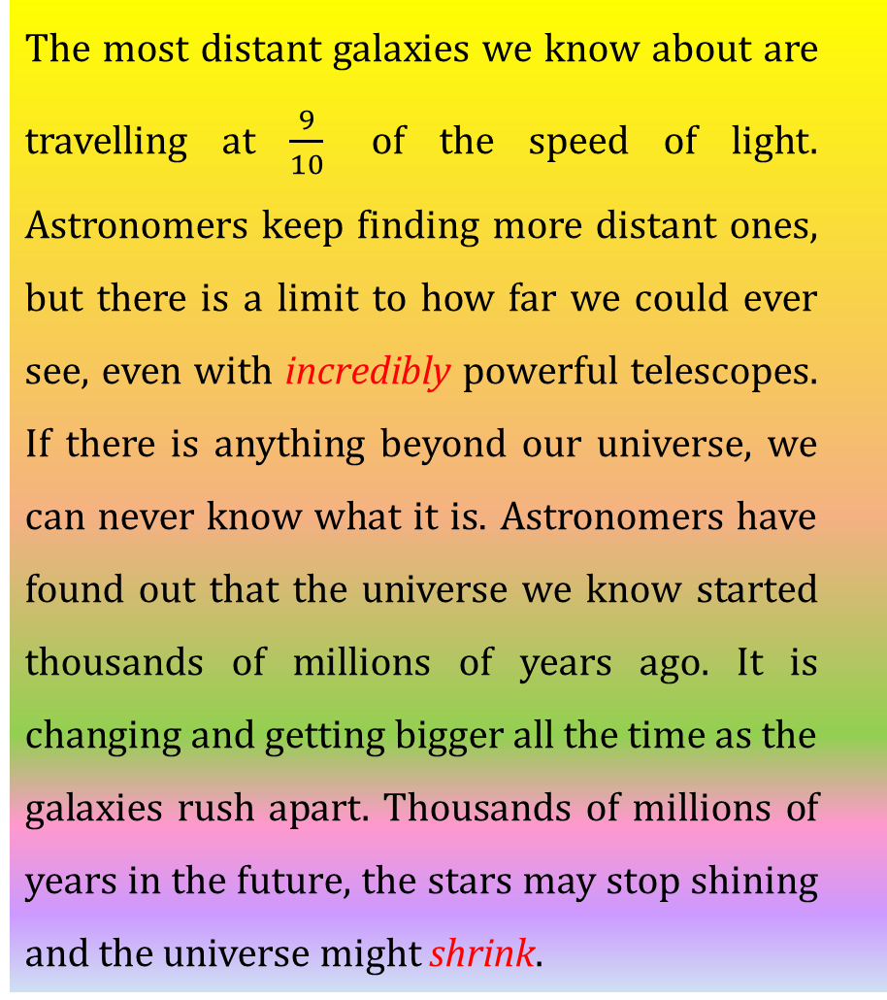 The most distant galaxies we know about are
travelling at 9/10 of the speed of light.
Astronomers keep finding more distant ones,
but there is a limit to how far we could ever
see, even with incredibly powerful telescopes.
If there is anything beyond our universe, we
can never know what it is. Astronomers have
found out that the universe we know started
thousands of millions of years ago. It is
changing and getting bigger all the time as the
galaxies rush apart. Thousands of millions of
years in the future, the stars may stop shining
and the universe might shrink.